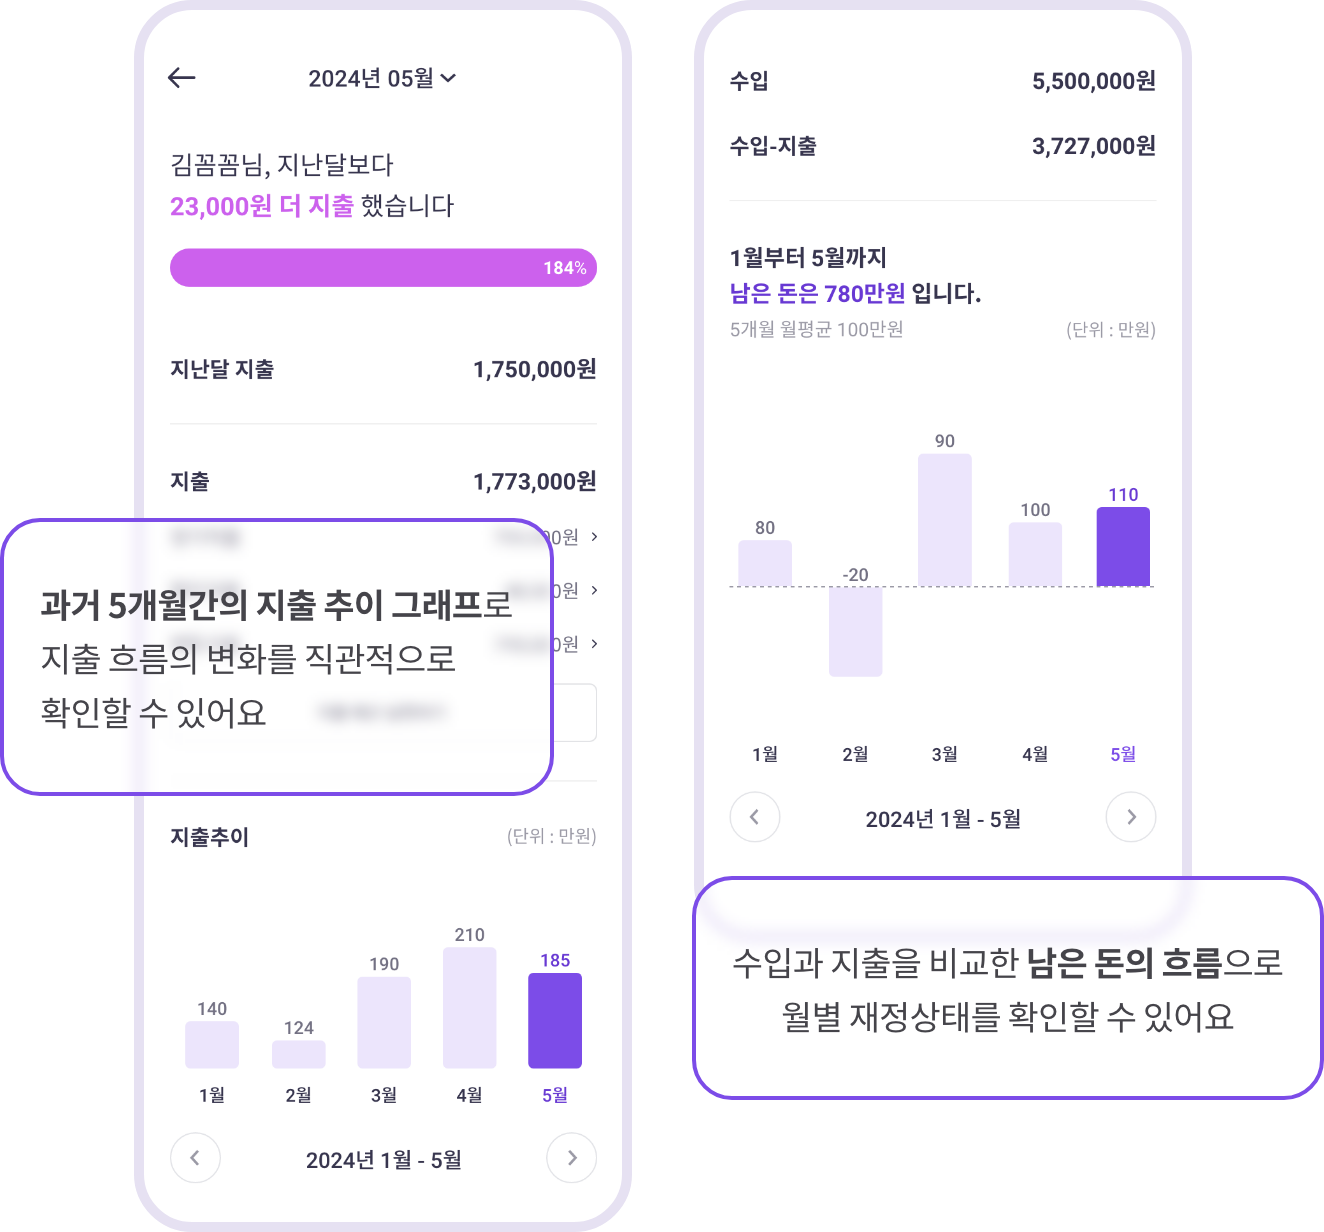 2024년 05월
김꼼꼼님, 지난달보다
23,000원 더 지출 했습니다
184%
지난달 지출
1,750,000원
지출
1,773,000원
과거 5개월간의 지출 추이 그래프로
지출 흐름의 변화를 직관적으로
확인할 수 있어요
지출추이
(단위 : 만원)
140
124
190
210
185
1월
2월
3월
4월
5월
2024년 1월 - 5월
수입
5,500,000원
수입-지출
3,727,000원
1월부터 5월까지
남은 돈은 780만원 입니다.
5개월 월평균 100만원
(단위 : 만원)
80
-20
90
100
110
1월
2월
3월
4월
5월
2024년 1월 - 5월
수입과 지출을 비교한 남은 돈의 흐름으로
월별 재정상태를 확인할 수 있어요